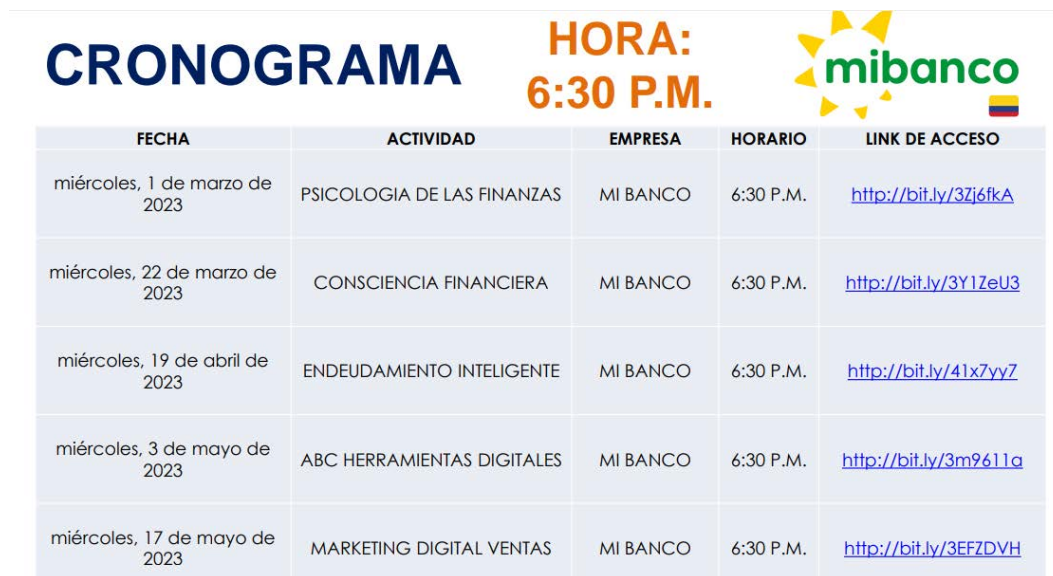 CRONOGRAMA
HORA:
6:30 P.M.
mibanco
FECHA ACTIVIDAD EMPRESA HORARIO LINK DE ACCESO
miércoles, 1 de marzo de
2023
PSICOLOGIA DE LAS FINANZAS MI BANCO 6:30 P.M. http://bit.ly/3Zj6fkA
miércoles, 22 de marzo de
2023
CONSCIENCIA FINANCIERA MI BANCO 6:30 P.M. http://bit.ly/3Y1ZeU3
miércoles, 19 de abril de
2023
ENDEUDAMIENTO INTELIGENTE MI BANCO 6:30 P.M. http://bit.ly/41x7yy7
miércoles, 3 de mayo de
2023
ABC HERRAMIENTAS DIGITALES MI BANCO 6:30 P.M. http://bit.ly/3m9611a
miércoles, 17 de mayo de
2023
MARKETING DIGITAL VENTAS MI BANCO 6:30 P.M. http://bit.ly/3EFZDVH